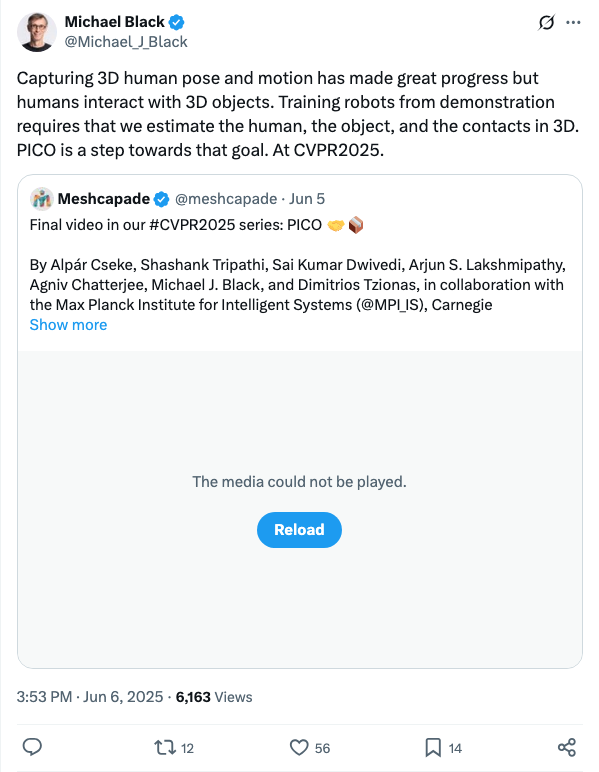 Michael Black
@Michael_J_Black
Capturing 3D human pose and motion has made great progress but
humans interact with 3D objects. Training robots from demonstration
requires that we estimate the human, the object, and the contacts in 3D.
PICO is a step towards that goal. At CVPR2025.
Meshcapade @meshcapade · Jun 5
Final video in our #CVPR2025 series: PICO 🤝 📦
By Alpár Cseke, Shashank Tripathi, Sai Kumar Dwivedi, Arjun S. Lakshmipathy,
Agniv Chatterjee, Michael J. Black, and Dimitrios Tzionas, in collaboration with
the Max Planck Institute for Intelligent Systems (@MPI_IS), Carnegie
Show more
The media could not be played.
Reload
3:53 PM · Jun 6, 2025 · 6,163 Views
12 56 14